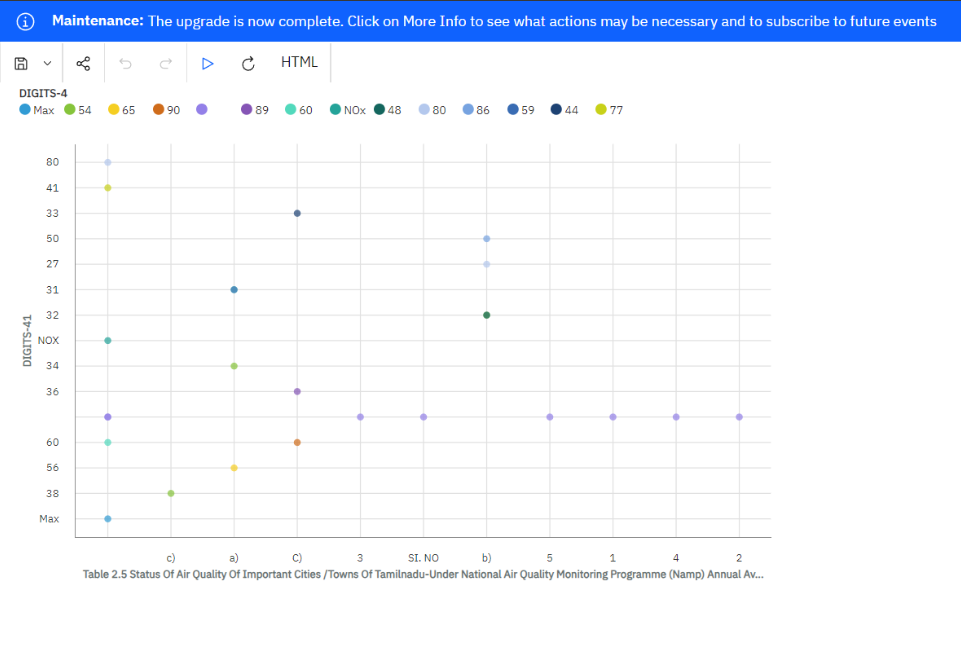 Maintenance: The upgrade is now complete. Click on More Info to see what actions may be necessary and to subscribe to future events
HTML
DIGITS-4
Max 54 65 90 89 60 NOx 48 80 86 59 44 77
80
41
33
50
27
31
32
NOX
34
36
60
56
38
Max
DIGITS-41
c) a) C) 3 SI. NO b) 5 1 4 2
Table 2.5 Status Of Air Quality Of Important Cities /Towns Of Tamilnadu-Under National Air Quality Monitoring Programme (Namp) Annual Av...